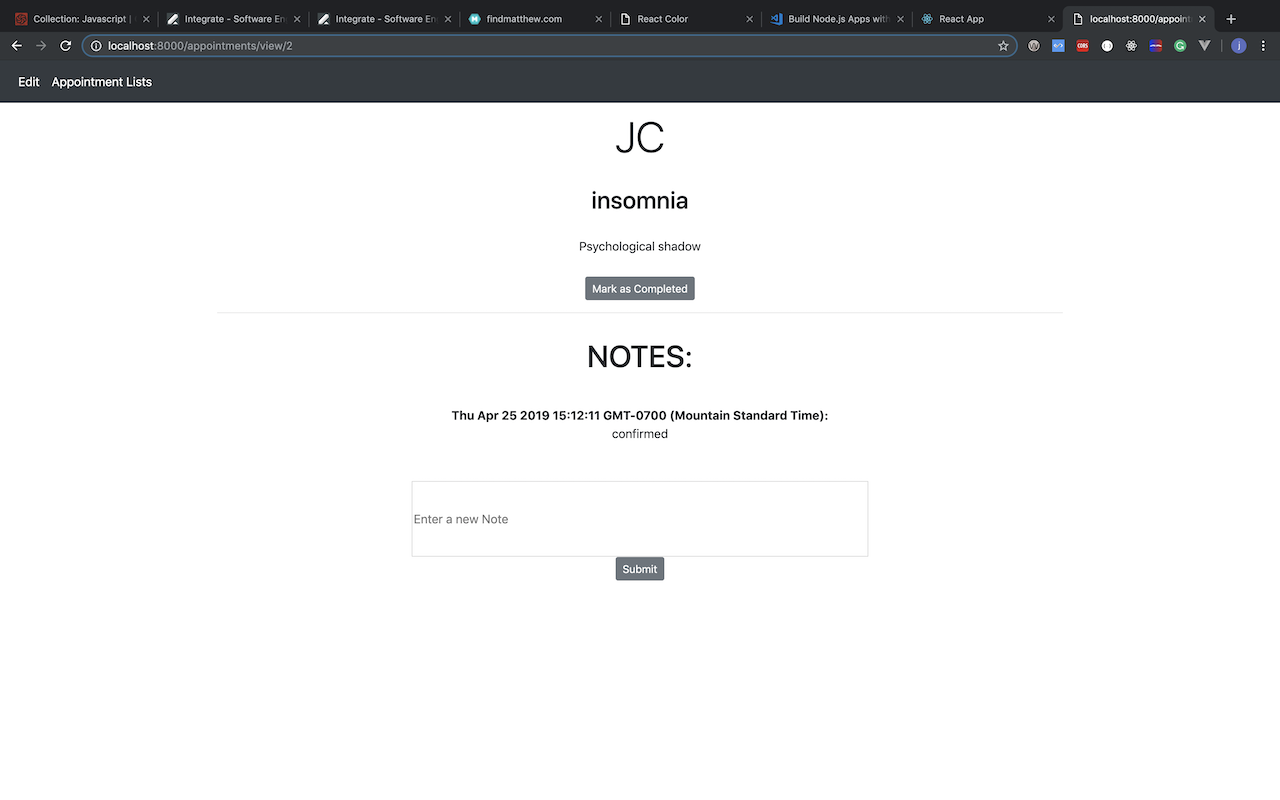 Collection: Javascript |
Integrate - Software En
Integrate - Software En
findmatthew.com
React Color
Build Node.js Apps with
React App
localhost:8000/appoint
localhost:8000/appointments/view/2
CORS
j
Edit Appointment Lists
JC
insomnia
Psychological shadow
Mark as Completed
NOTES:
Thu Apr 25 2019 15:12:11 GMT-0700 (Mountain Standard Time):
confirmed
Enter a new Note
Submit